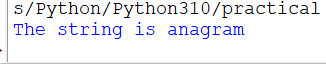 s/Python/Python310/practical
The string is anagram